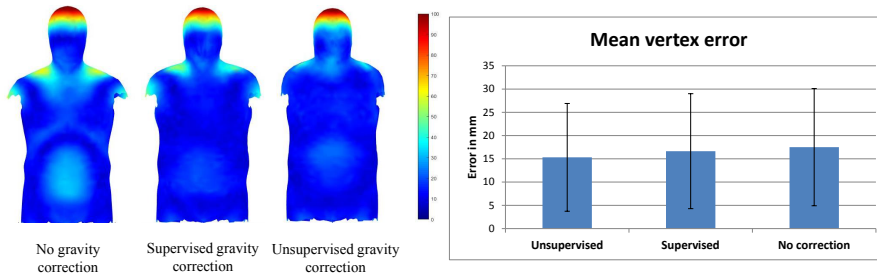 100
90
80
70
60
50
40
30
20
10
0
No gravity
correction
Supervised gravity
correction
Unsupervised gravity
correction
Mean vertex error
Error in mm
35
30
25
20
15
10
5
0
Unsupervised
Supervised
No correction